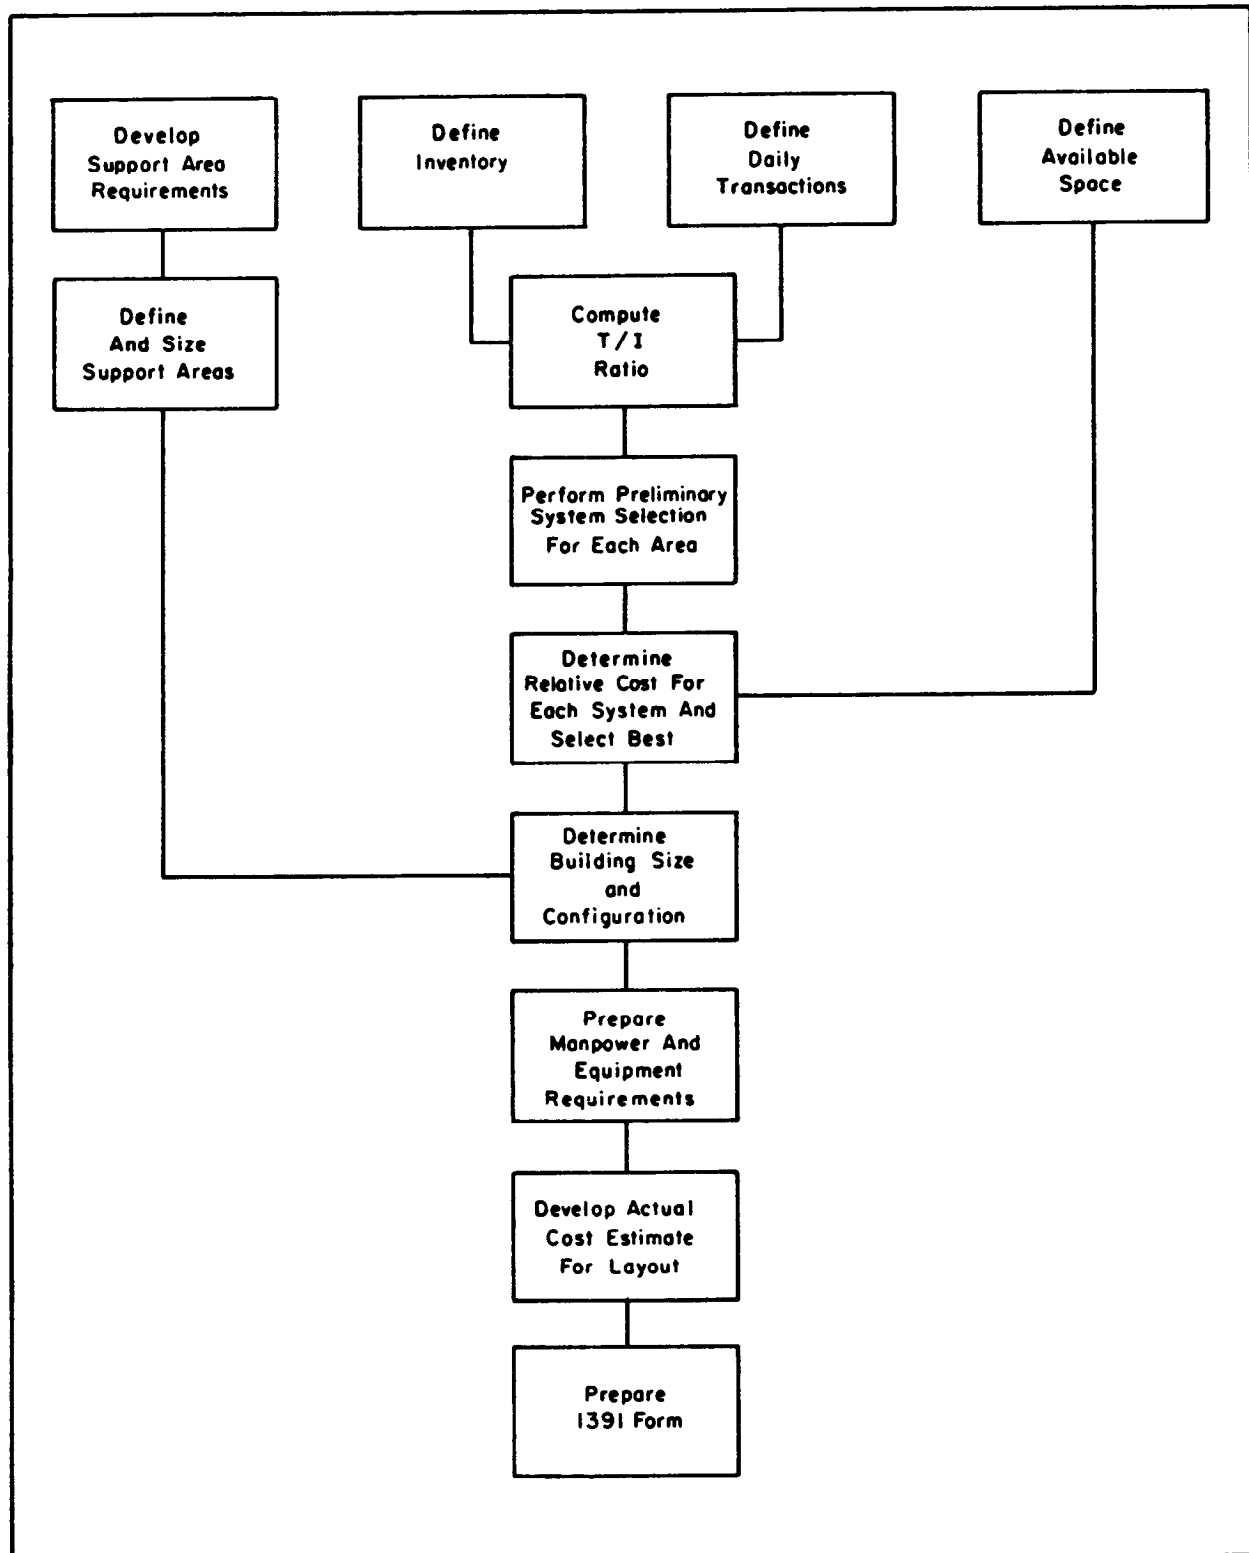 Develop
Support Area
Requirements
Define
Inventory
Define
Daily
Transactions
Define
Available
Space
Define
And Size
Support Areas
Compute
T/I
Ratio
Perform Preliminary
System Selection
For Each Area
Determine
Relative Cost For
Each System And
Select Best
Determine
Building Size
and
Configuration
Prepare
Manpower And
Equipment
Requirements
Develop Actual
Cost Estimate
For Layout
Prepare
1391 Form